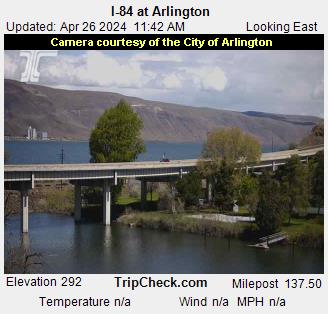 I-84 at Arlington
Updated: Apr 26 2024 11:42 AM Looking East
Camera courtesy of the City of Arlington
Elevation 292 TripCheck.com Milepost 137.50
Temperature n/a Wind n/a MPH n/a